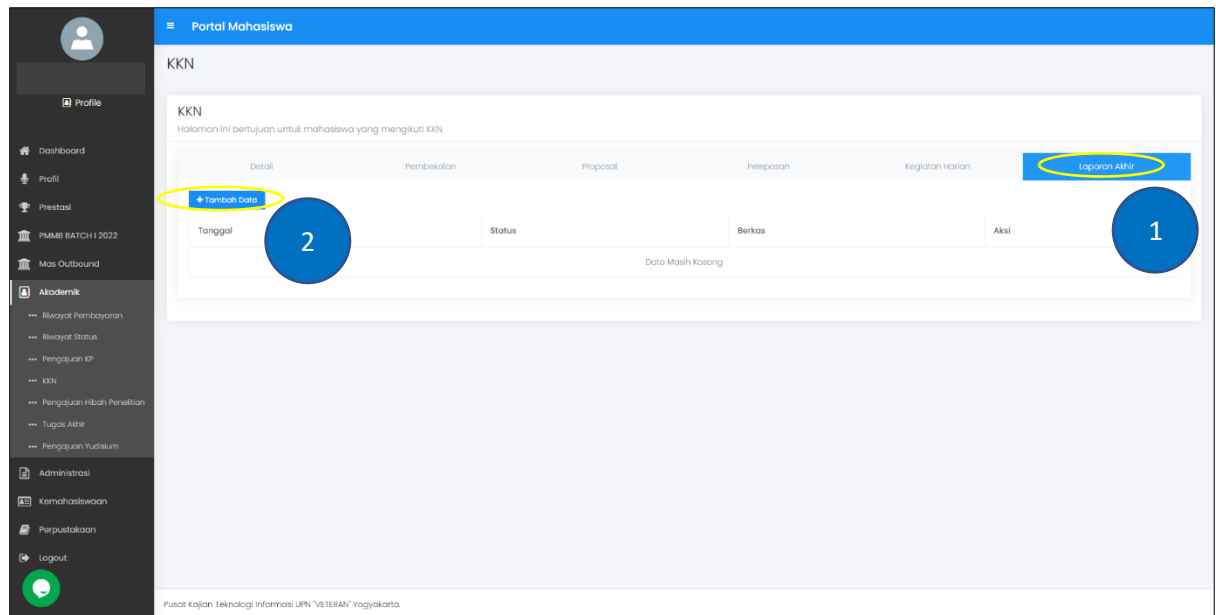 Portal Mahasiswa
KKN
Profile
KKN
Halaman ini bertujuan untuk mahasiswa yang mengikuti KKN
Detail
Pembekalan
Proposal
Pelepasan
Kegiatan Harian
Laporan Akhir
+ Tambah Data
Tanggal
Status
Berkas
Aksi
Data Masih Kosong
1
2
Dashboard
Profil
Prestasi
PMMB BATCH I 2022
Mas Outbound
Akademik
Riwayat Pembayaran
Riwayat Status
Pengajuan KP
KKN
Pengajuan Hibah Penelitian
Tugas Akhir
Pengajuan Yudisium
Administrasi
Kemahasiswaan
Perpustakaan
Logout
Pusat Kajian Teknologi Informasi UPN "VETERAN" Yogyakarta.